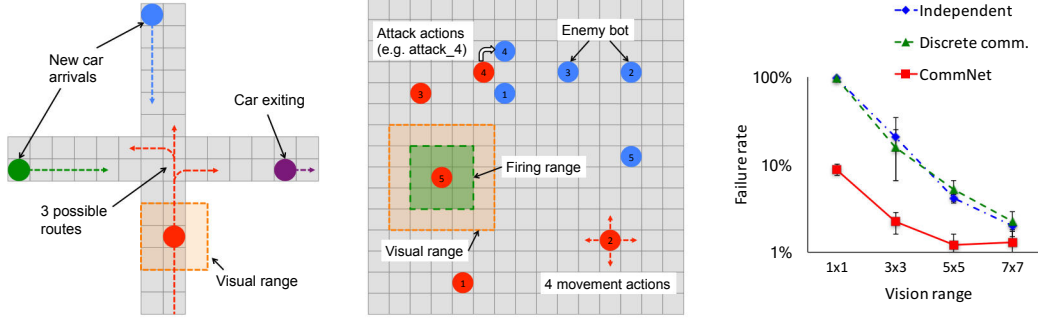 New car
arrivals
Car exiting
3 possible
routes
Visual range
Attack actions
(e.g. attack_4)
Enemy bot
4
4
3
2
3
1
5
5
Firing range
Visual range
2
4 movement actions
1
Independent
Discrete comm.
CommNet
100%
10%
1%
Failure rate
1x1
3x3
5x5
7x7
Vision range